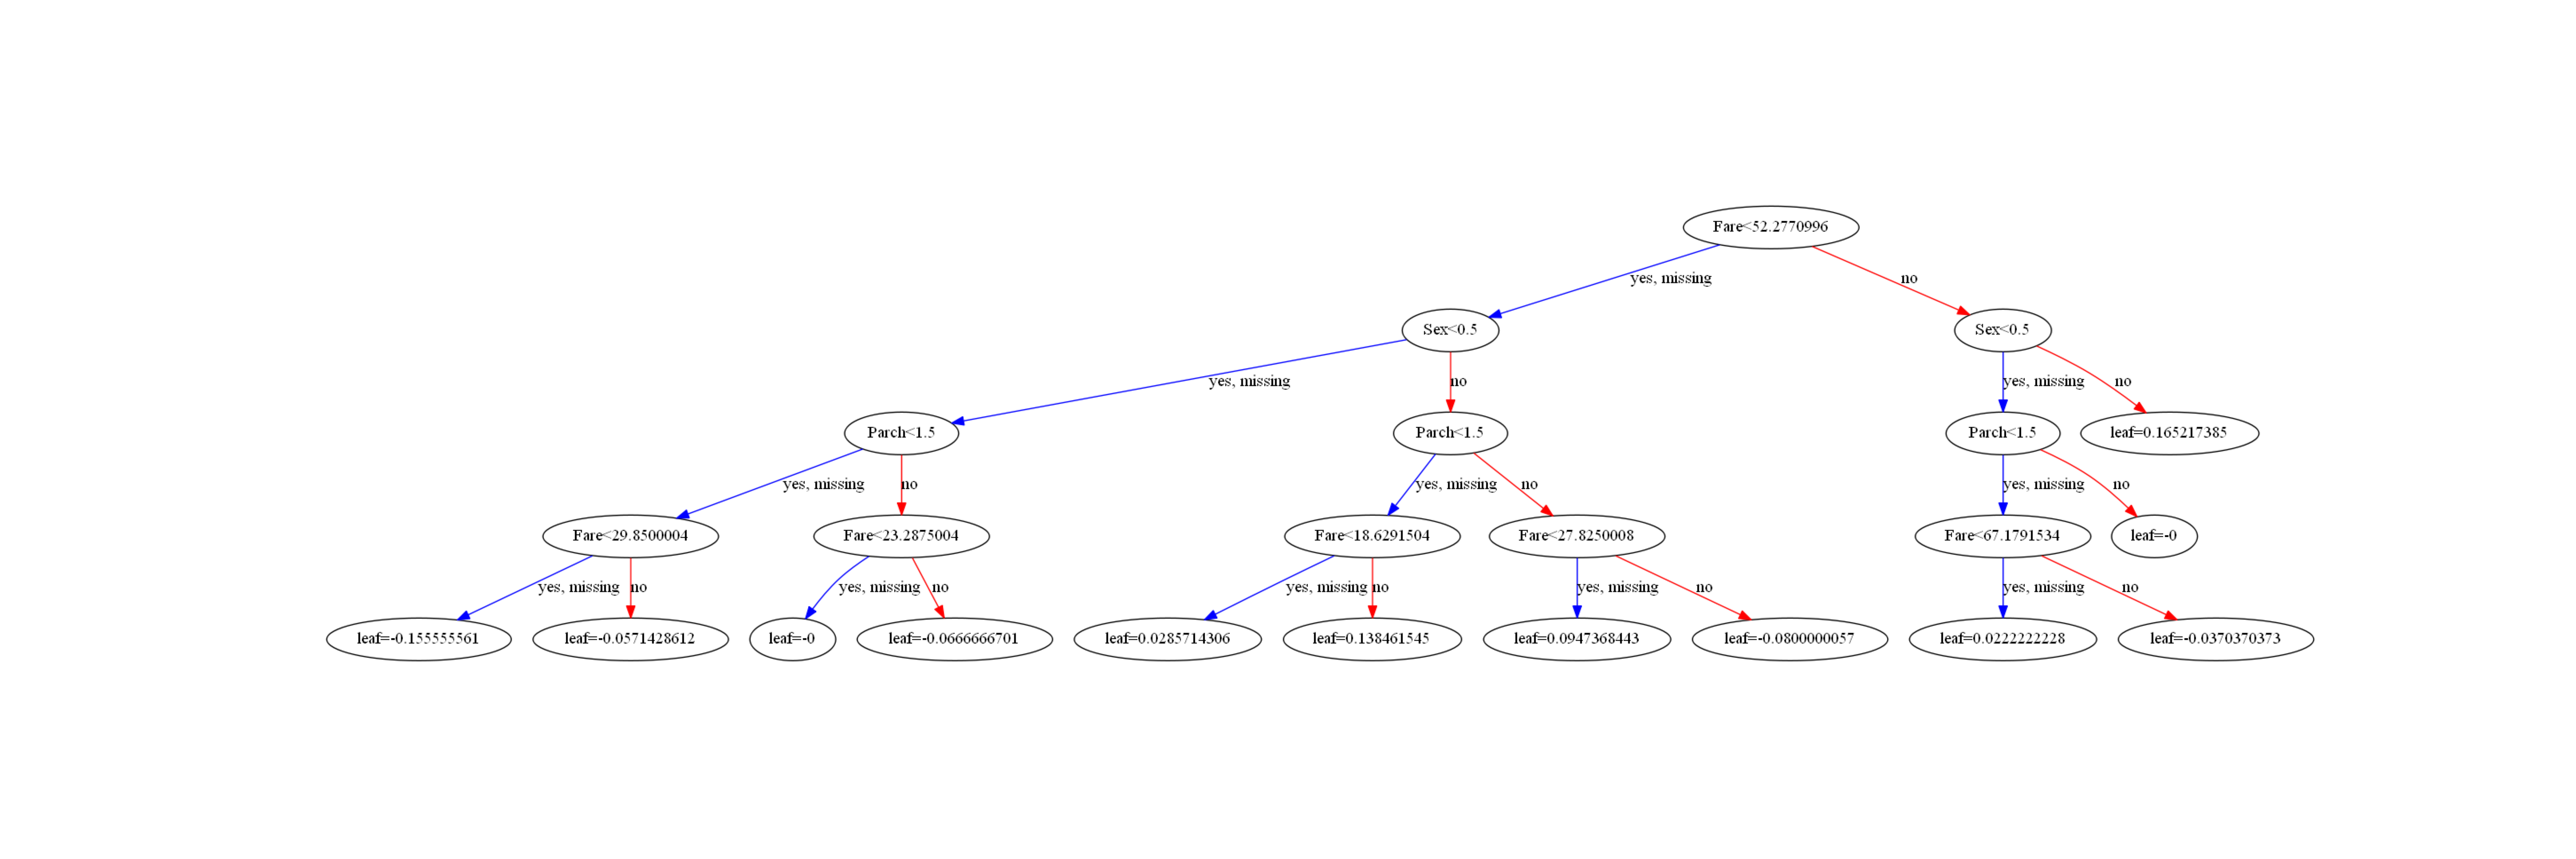 Fare<52.2770996
yes, missing
no
Sex<0.5
Sex<0.5
yes, missing
no
yes, missing
no
Parch<1.5
Parch<1.5
Parch<1.5
leaf=0.165217385
yes, missing
no
yes, missing
no
yes, missing
no
Fare<29.8500004
Fare<23.2875004
Fare<18.6291504
Fare<27.8250008
Fare<67.1791534
leaf=-0
yes, missing
no
yes, missing
no
yes, missing
no
yes, missing
no
yes, missing
no
leaf=-0.155555561
leaf=-0.0571428612
leaf=-0
leaf=-0.0666666701
leaf=0.0285714306
leaf=0.138461545
leaf=0.0947368443
leaf=-0.0800000057
leaf=0.0222222228
leaf=-0.0370370373